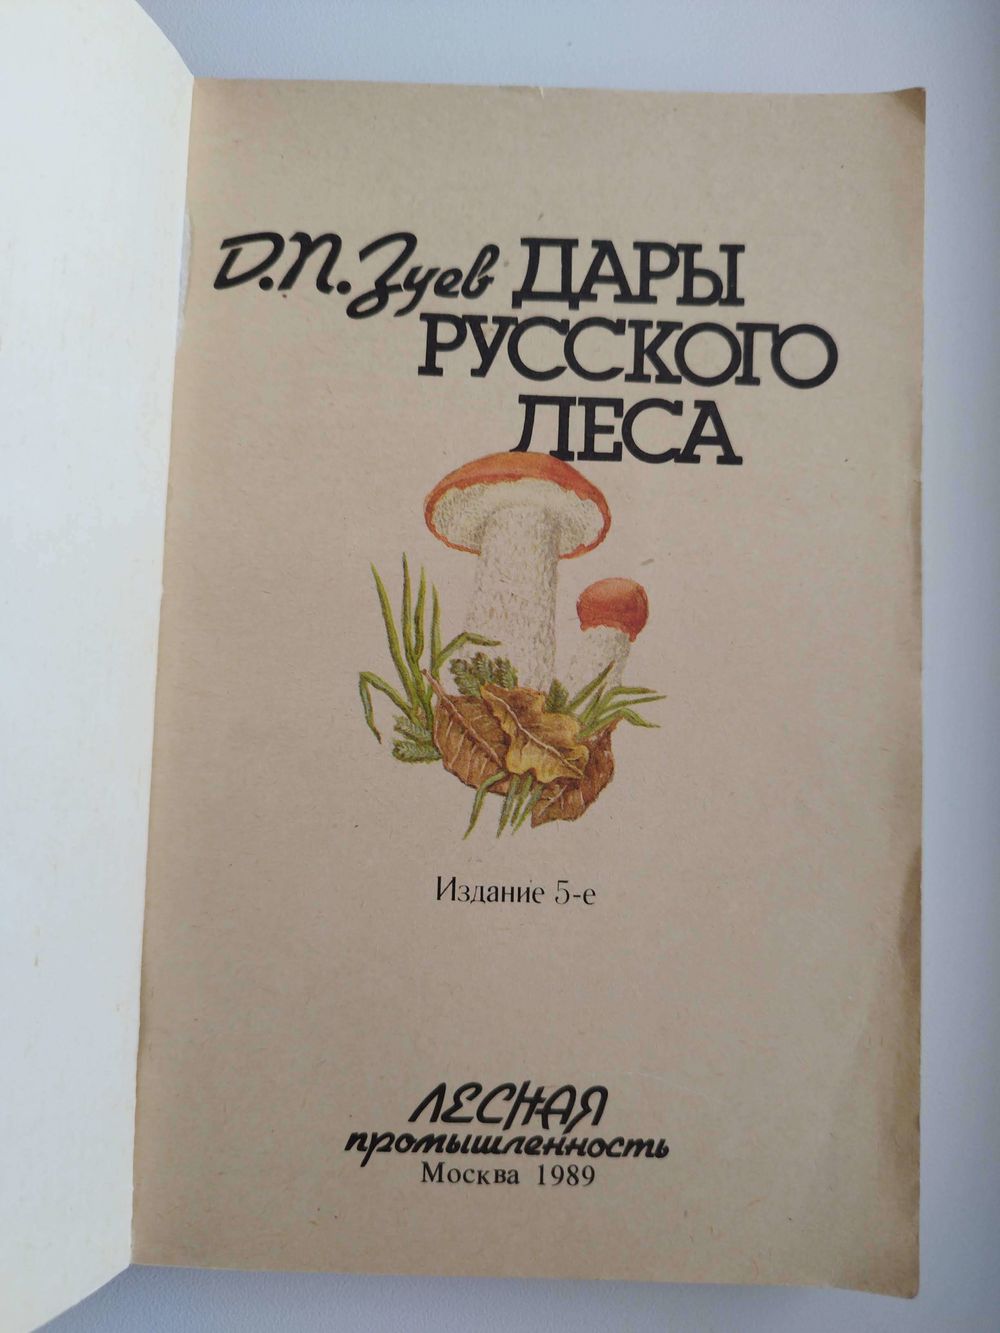 Д.П. Зуев ДАРЫ
РУССКОГО
ЛЕСА
Издание 5-е
ЛЕСНАЯ
промышленность
Москва 1989